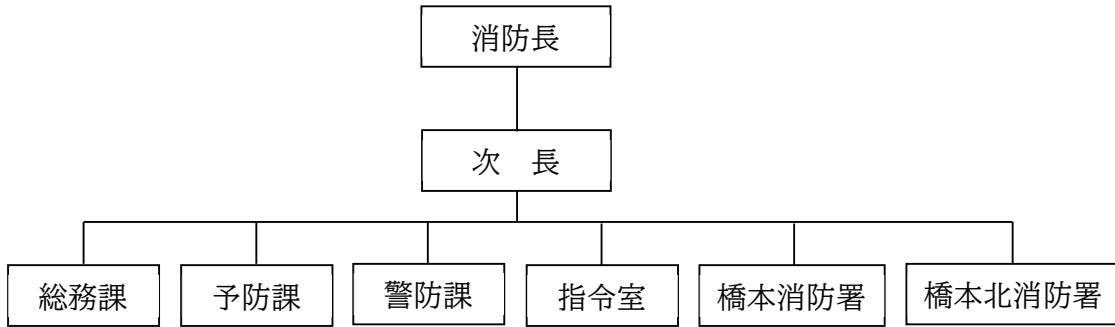 消防長
次　長
総務課
予防課
警防課
指令室
橋本消防署
橋本北消防署